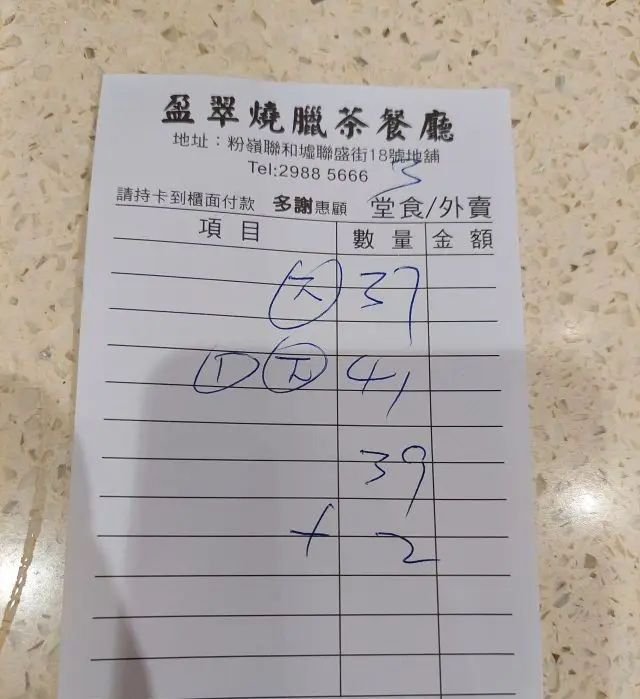 盈翠燒臘茶餐廳
地址：粉嶺聯和墟聯盛街18號地舖
Tel:2988 5666
3
請持卡到櫃面付款 多謝惠顧 堂食/外賣
項目 數量 金額
37
41
39
+ 2